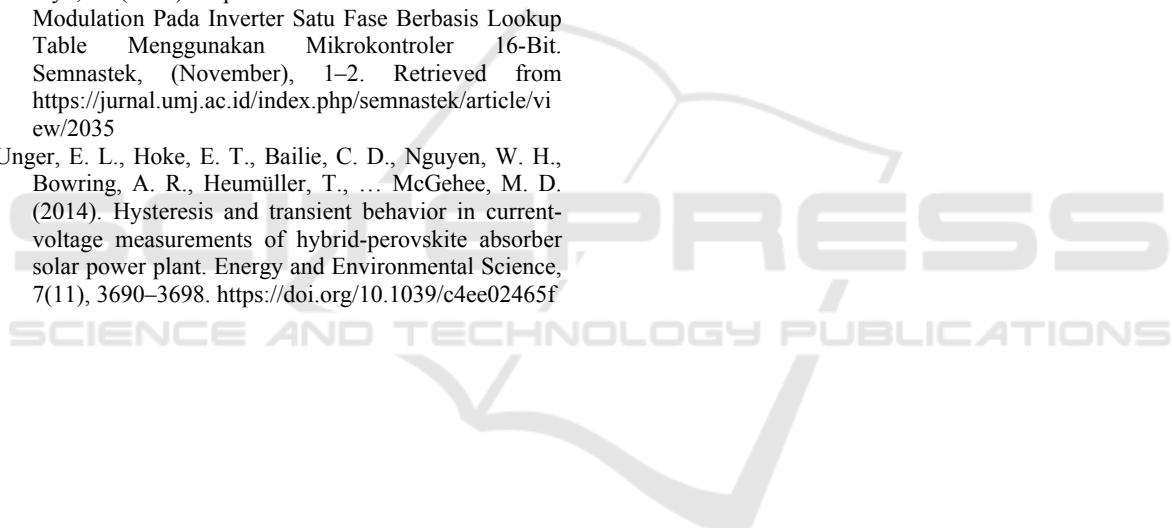 Modulation Pada Inverter Satu Fase Berbasis Lookup
Table Menggunakan Mikrokontroler 16-Bit.
Semnastek, (November), 1–2. Retrieved from
https://jurnal.umj.ac.id/index.php/semnastek/article/vi
ew/2035
Unger, E. L., Hoke, E. T., Bailie, C. D., Nguyen, W. H.,
Bowring, A. R., Heumüller, T., … McGehee, M. D.
(2014). Hysteresis and transient behavior in current-
voltage measurements of hybrid-perovskite absorber
solar power plant. Energy and Environmental Science,
7(11), 3690–3698. https://doi.org/10.1039/c4ee02465f
SCITEPRESS
SCIENCE AND TECHNOLOGY PUBLICATIONS